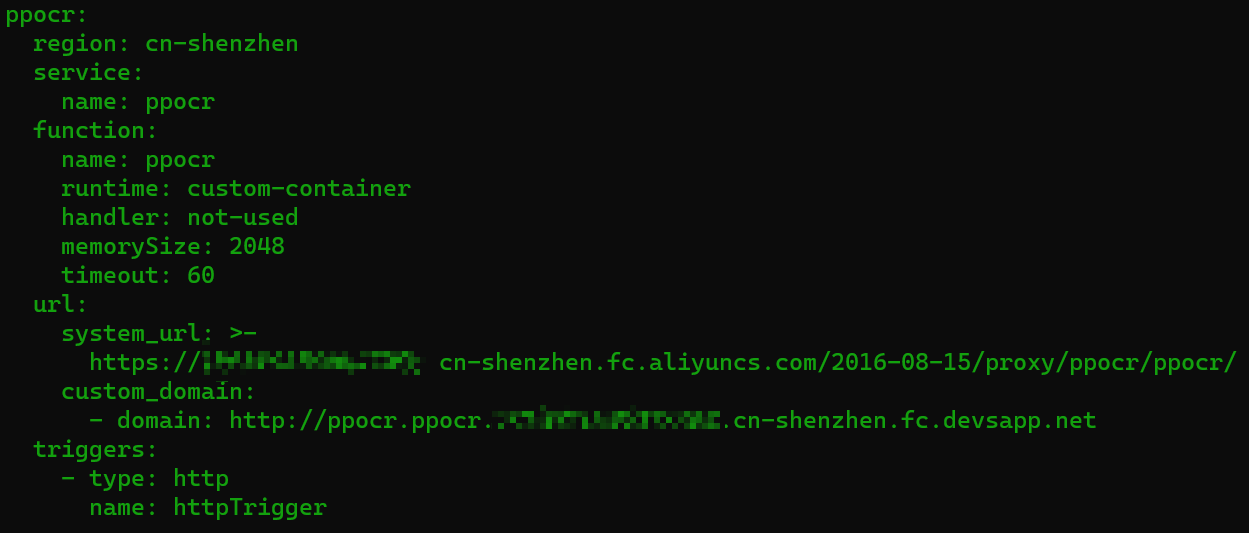 ppocr:
  region: cn-shenzhen
  service:
    name: ppocr
  function:
    name: ppocr
    runtime: custom-container
    handler: not-used
    memorySize: 2048
    timeout: 60
  url:
    system_url: >-
      https:// cn-shenzhen.fc.aliyuncs.com/2016-08-15/proxy/ppocr/ppocr/
    custom_domain:
      - domain: http://ppocr.ppocr. .cn-shenzhen.fc.devsapp.net
  triggers:
    - type: http
      name: httpTrigger